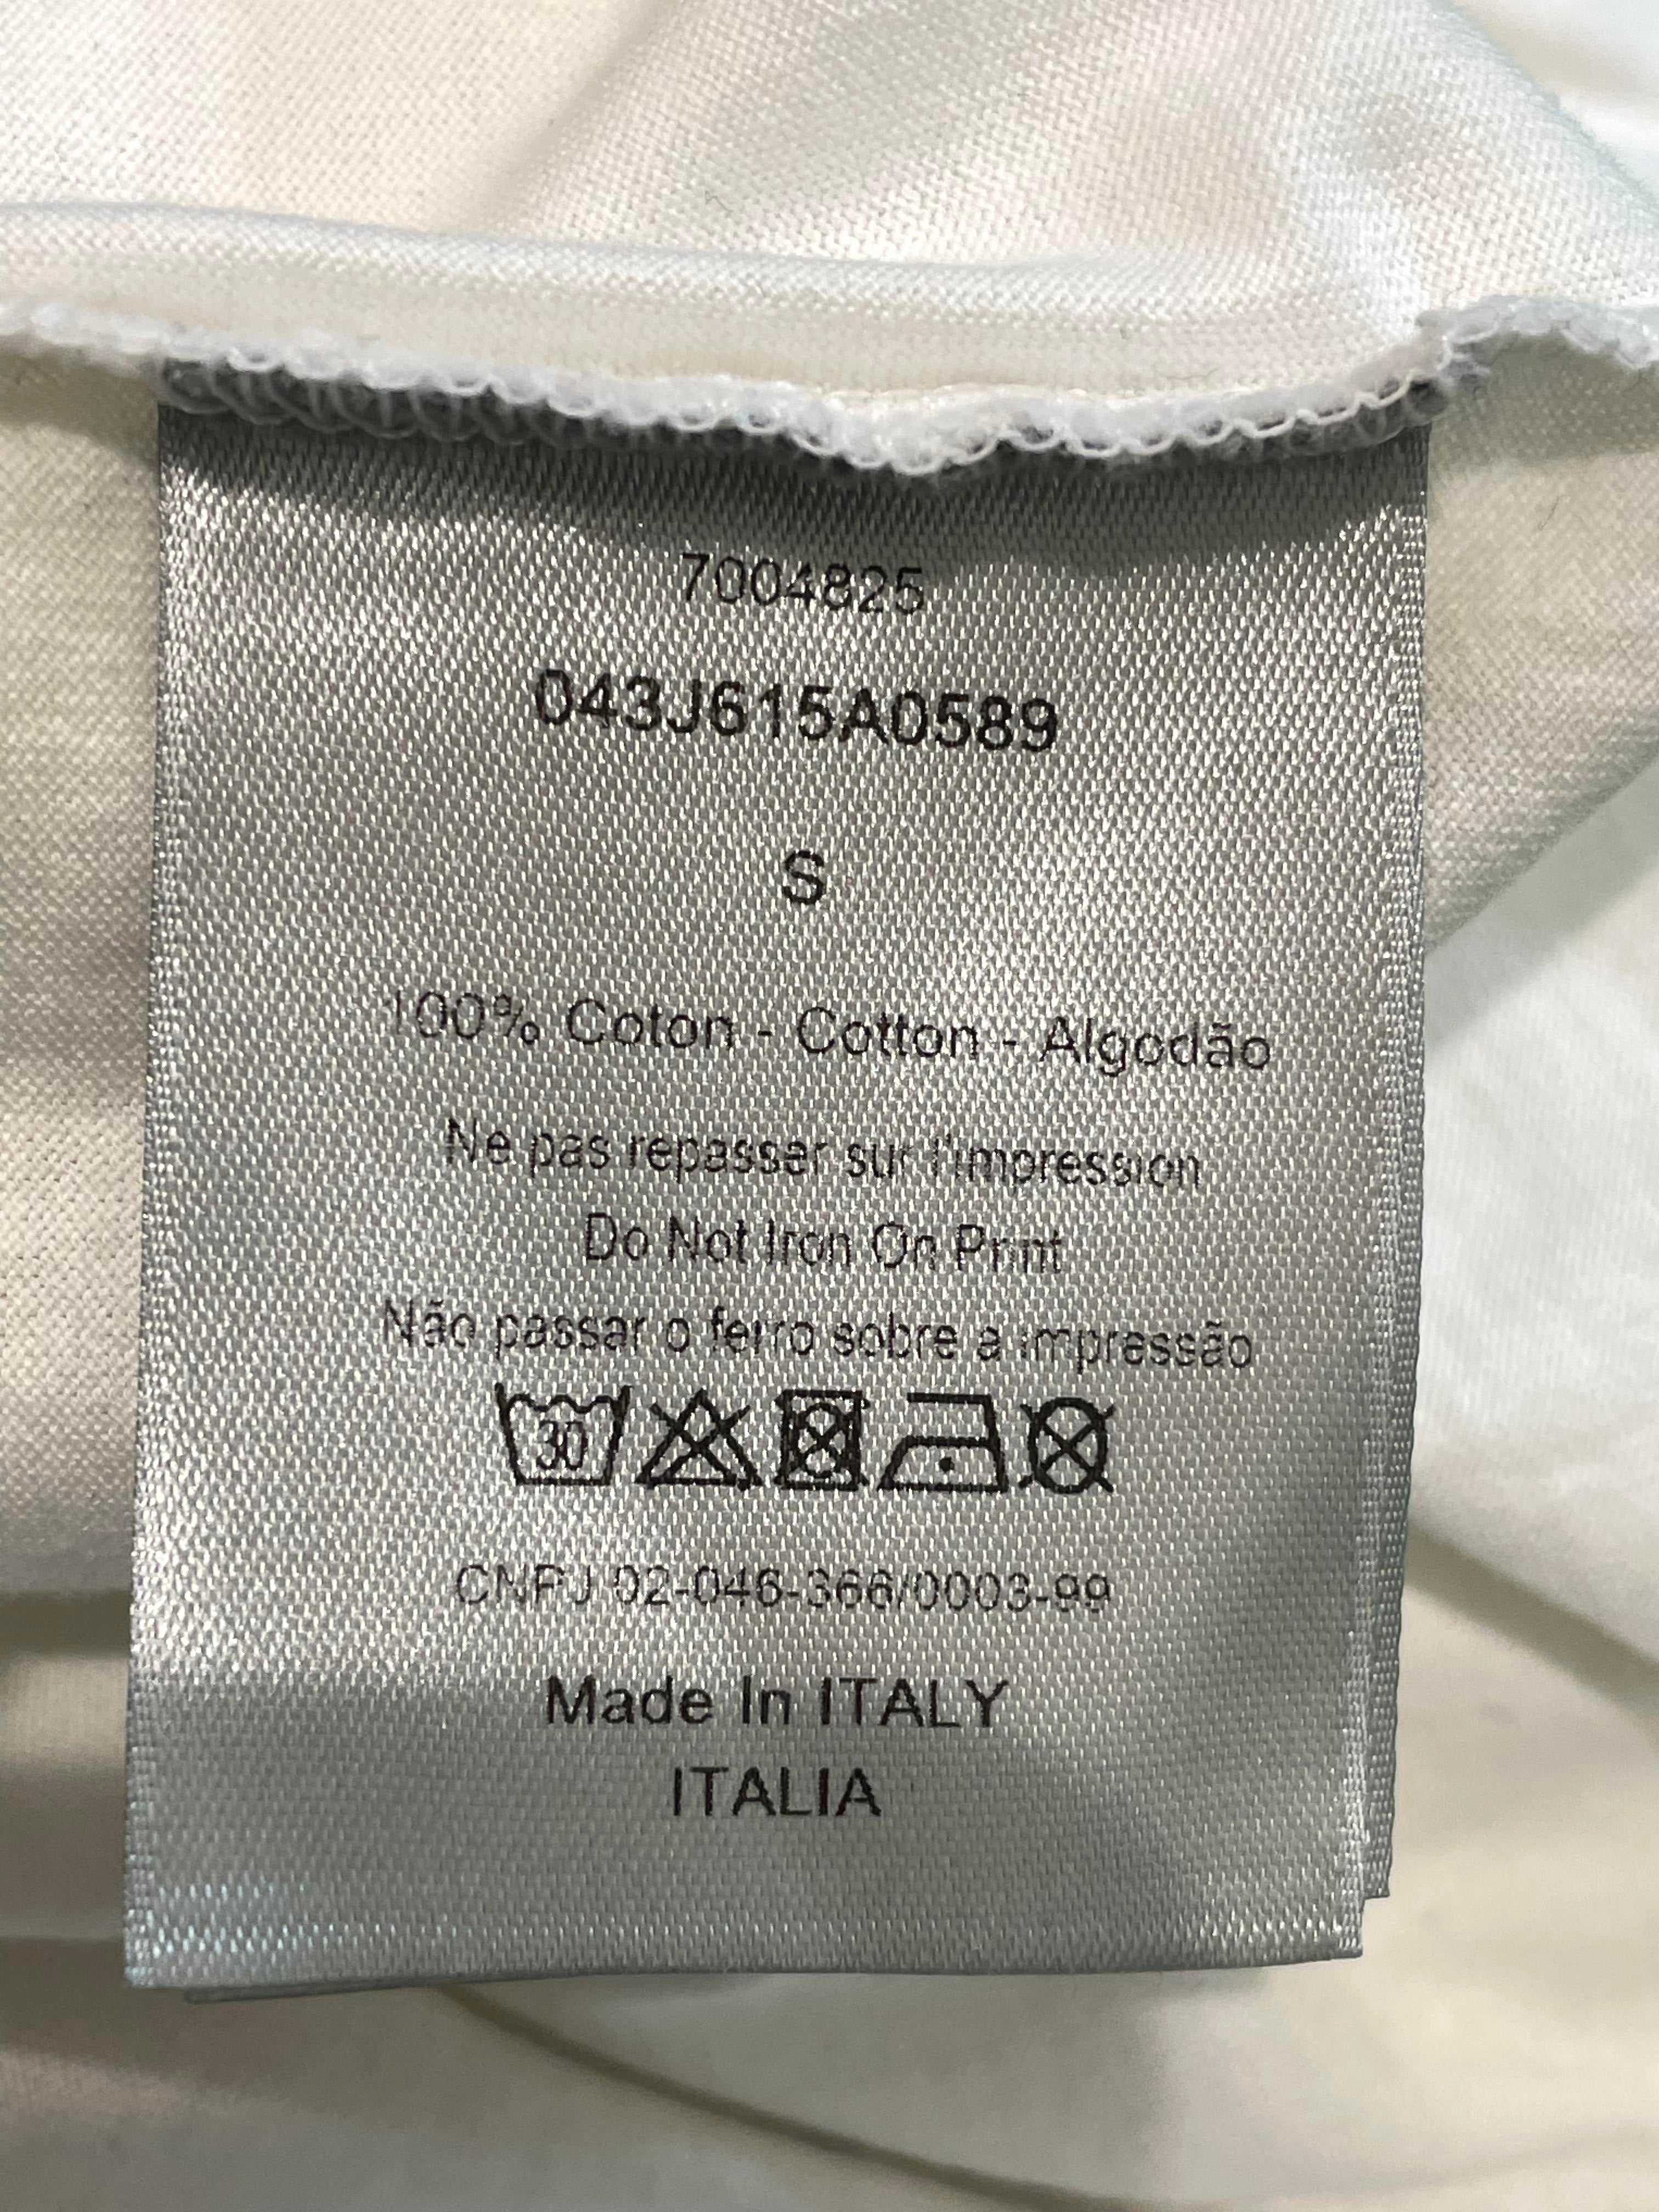 7004825
043J615A0589
S
100% Coton - Cotton - Algodão
Ne pas repasser sur l'impression
Do Not Iron On Print
Não passar o ferro sobre a impressão
30
CNPJ 02-046-366/0003-99
Made In ITALY
ITALIA